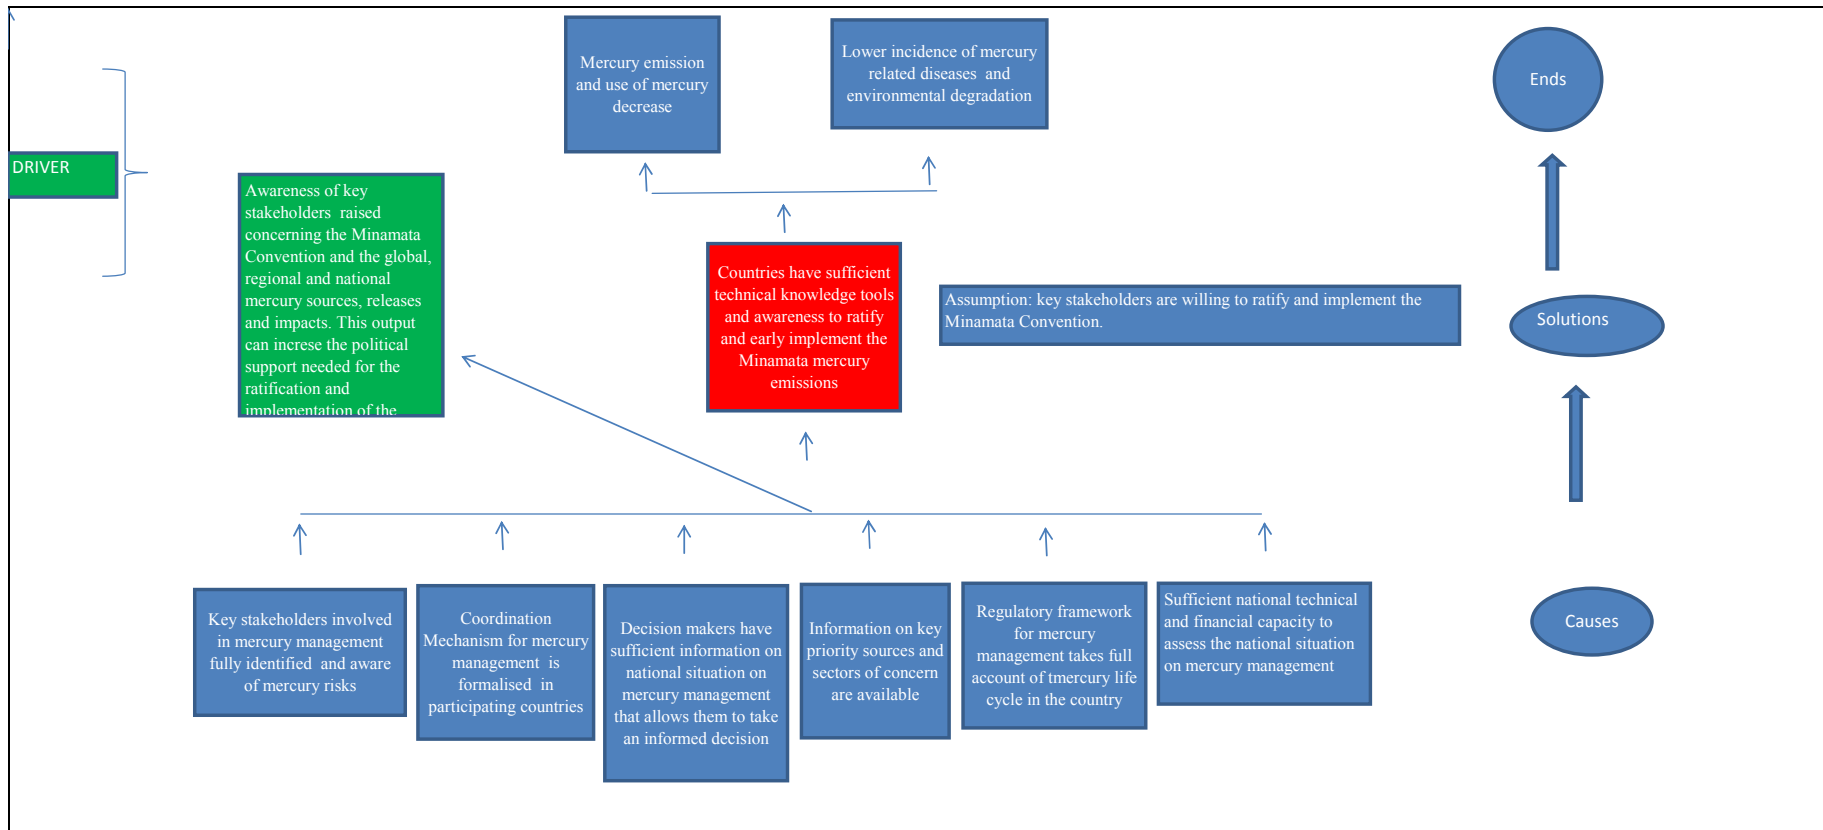 Mercury emission
and use of mercury
decrease
Lower incidence of mercury
related diseases and
environmental degradation
Ends
DRIVER
Awareness of key
stakeholders raised
concerning the Minamata
Convention and the global,
regional and national
mercury sources, releases
and impacts. This output
can increse the political
support needed for the
ratification and
implementation of the
Countries have sufficient
technical knowledge tools
and awareness to ratify
and early implement the
Minamata mercury
emissions
Assumption: key stakeholders are willing to ratify and implement the
Minamata Convention.
Solutions
Key stakeholders involved
in mercury management
fully identified and aware
of mercury risks
Coordination
Mechanism for mercury
management is
formalised in
participating countries
Decision makers have
sufficient information on
national situation on
mercury management
that allows them to take
an informed decision
Information on key
priority sources and
sectors of concern
are available
Regulatory framework
for mercury
management takes full
account of tmercury life
cycle in the country
Sufficient national technical
and financial capacity to
assess the national situation
on mercury management
Causes